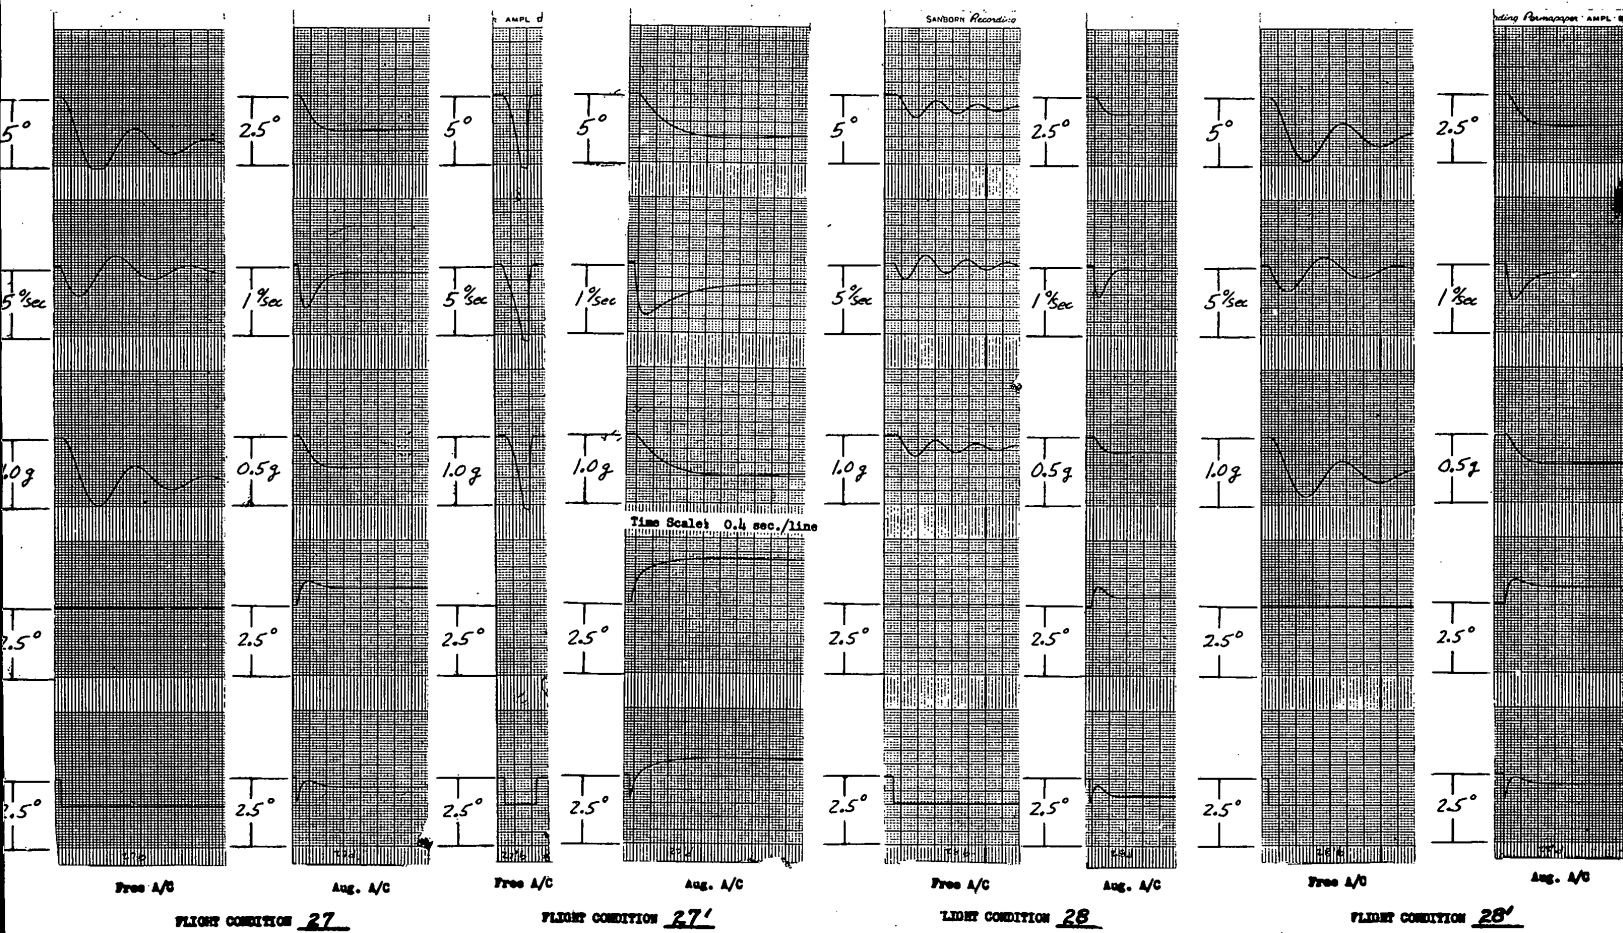 AMPL
SANBORN Recording
ding Permapaper AMPL
5° 2.5° 5° 5° 5° 2.5° 5° 2.5°
5°/sec 1°/sec 5°/sec 1°/sec 5°/sec 1°/sec 5°/sec 1°/sec
1.0g 0.5g 1.0g 1.0g 1.0g 0.5g 1.0g 0.5g
Time Scale: 0.4 sec./line
2.5° 2.5° 2.5° 2.5° 2.5° 2.5° 2.5° 2.5°
2.5° 2.5° 2.5° 2.5° 2.5° 2.5° 2.5° 2.5°
Free A/C Aug. A/C Free A/C Aug. A/C Free A/C Aug. A/C Free A/C Aug. A/C
FLIGHT CONDITION 27 FLIGHT CONDITION 27' LIGHT CONDITION 28 FLIGHT CONDITION 28'